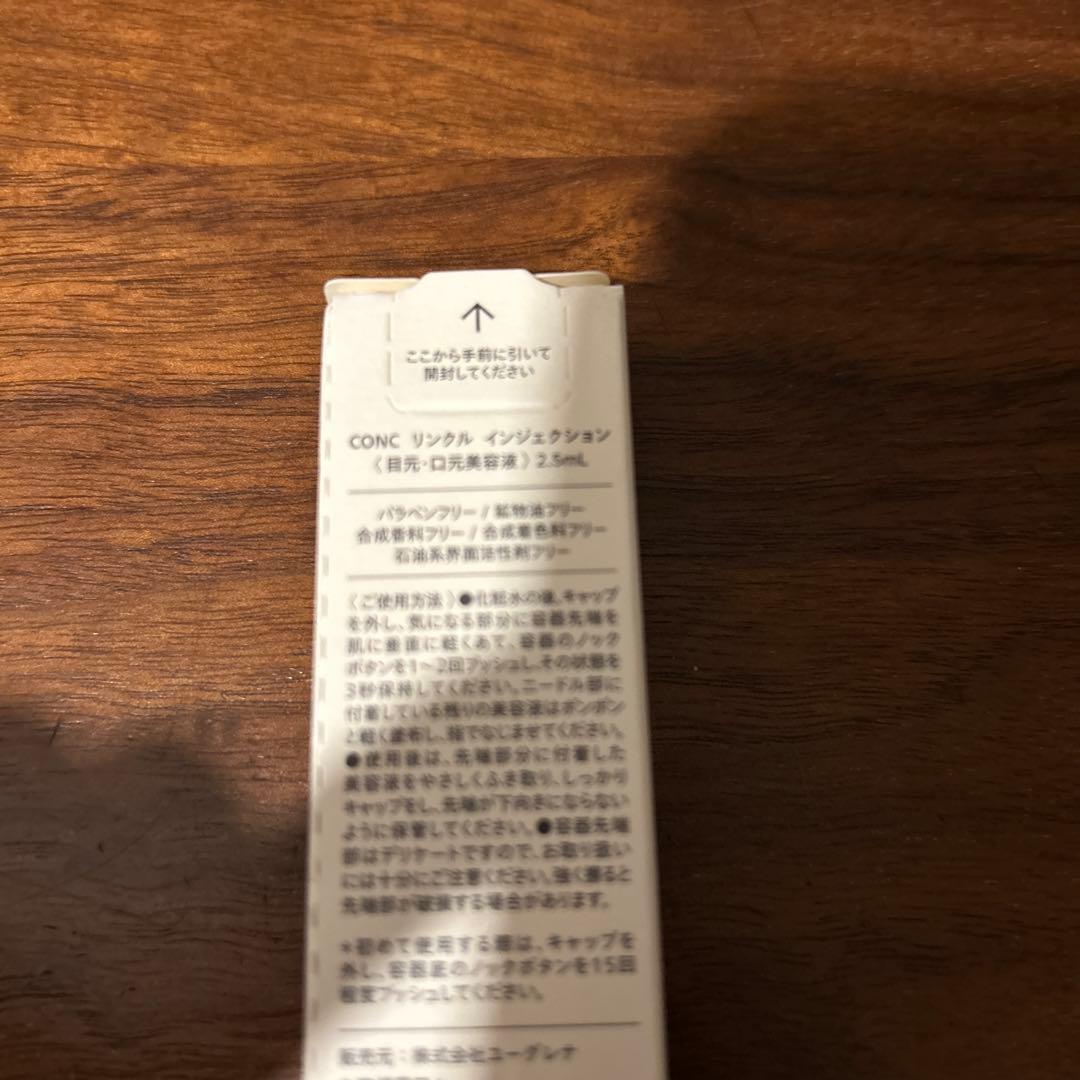 ↑
ここから手前に引いて
開封してください
CONC リンクル インジェクション
〈目元・口元美容液〉2.5mL
パラベンフリー / 鉱物油フリー
合成香料フリー / 合成着色料フリー
石油系界面活性剤フリー
〈ご使用方法〉●化粧水の後、キャップ
を外し、気になる部分に容器先端を
肌に垂直に軽くあて、容器のノック
ボタンを1〜2回プッシュし、その状態を
3秒保持してください。ニードル部に
付着している残りの美容液はポンポン
と軽く塗布し、指でなじませてください。
●使用後は、先端部分に付着した
美容液をやさしくふき取り、しっかり
キャップをし、先端が下向きにならない
ように保管してください。●容器先端
部はデリケートですので、お取り扱い
には十分にご注意ください。強く擦ると
先端部が破損する場合があります。
*初めて使用する際は、キャップを
外し、容器底のノックボタンを15回
程度プッシュしてください。
販売元：株式会社ユーグレナ